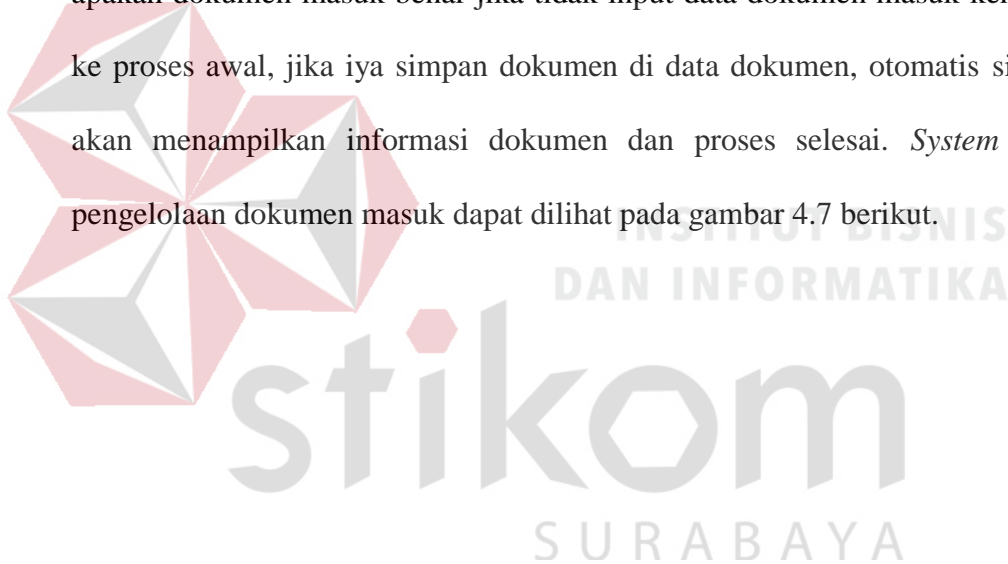 apakah dokumen masuk benar jika tidak input data dokumen masuk
ke proses awal, jika iya simpan dokumen di data dokumen, otomatis
akan menampilkan informasi dokumen dan proses selesai. System
pengelolaan dokumen masuk dapat dilihat pada gambar 4.7 berikut.
INSTITUT BISNIS
DAN INFORMATIKA
stikom
SURABAYA